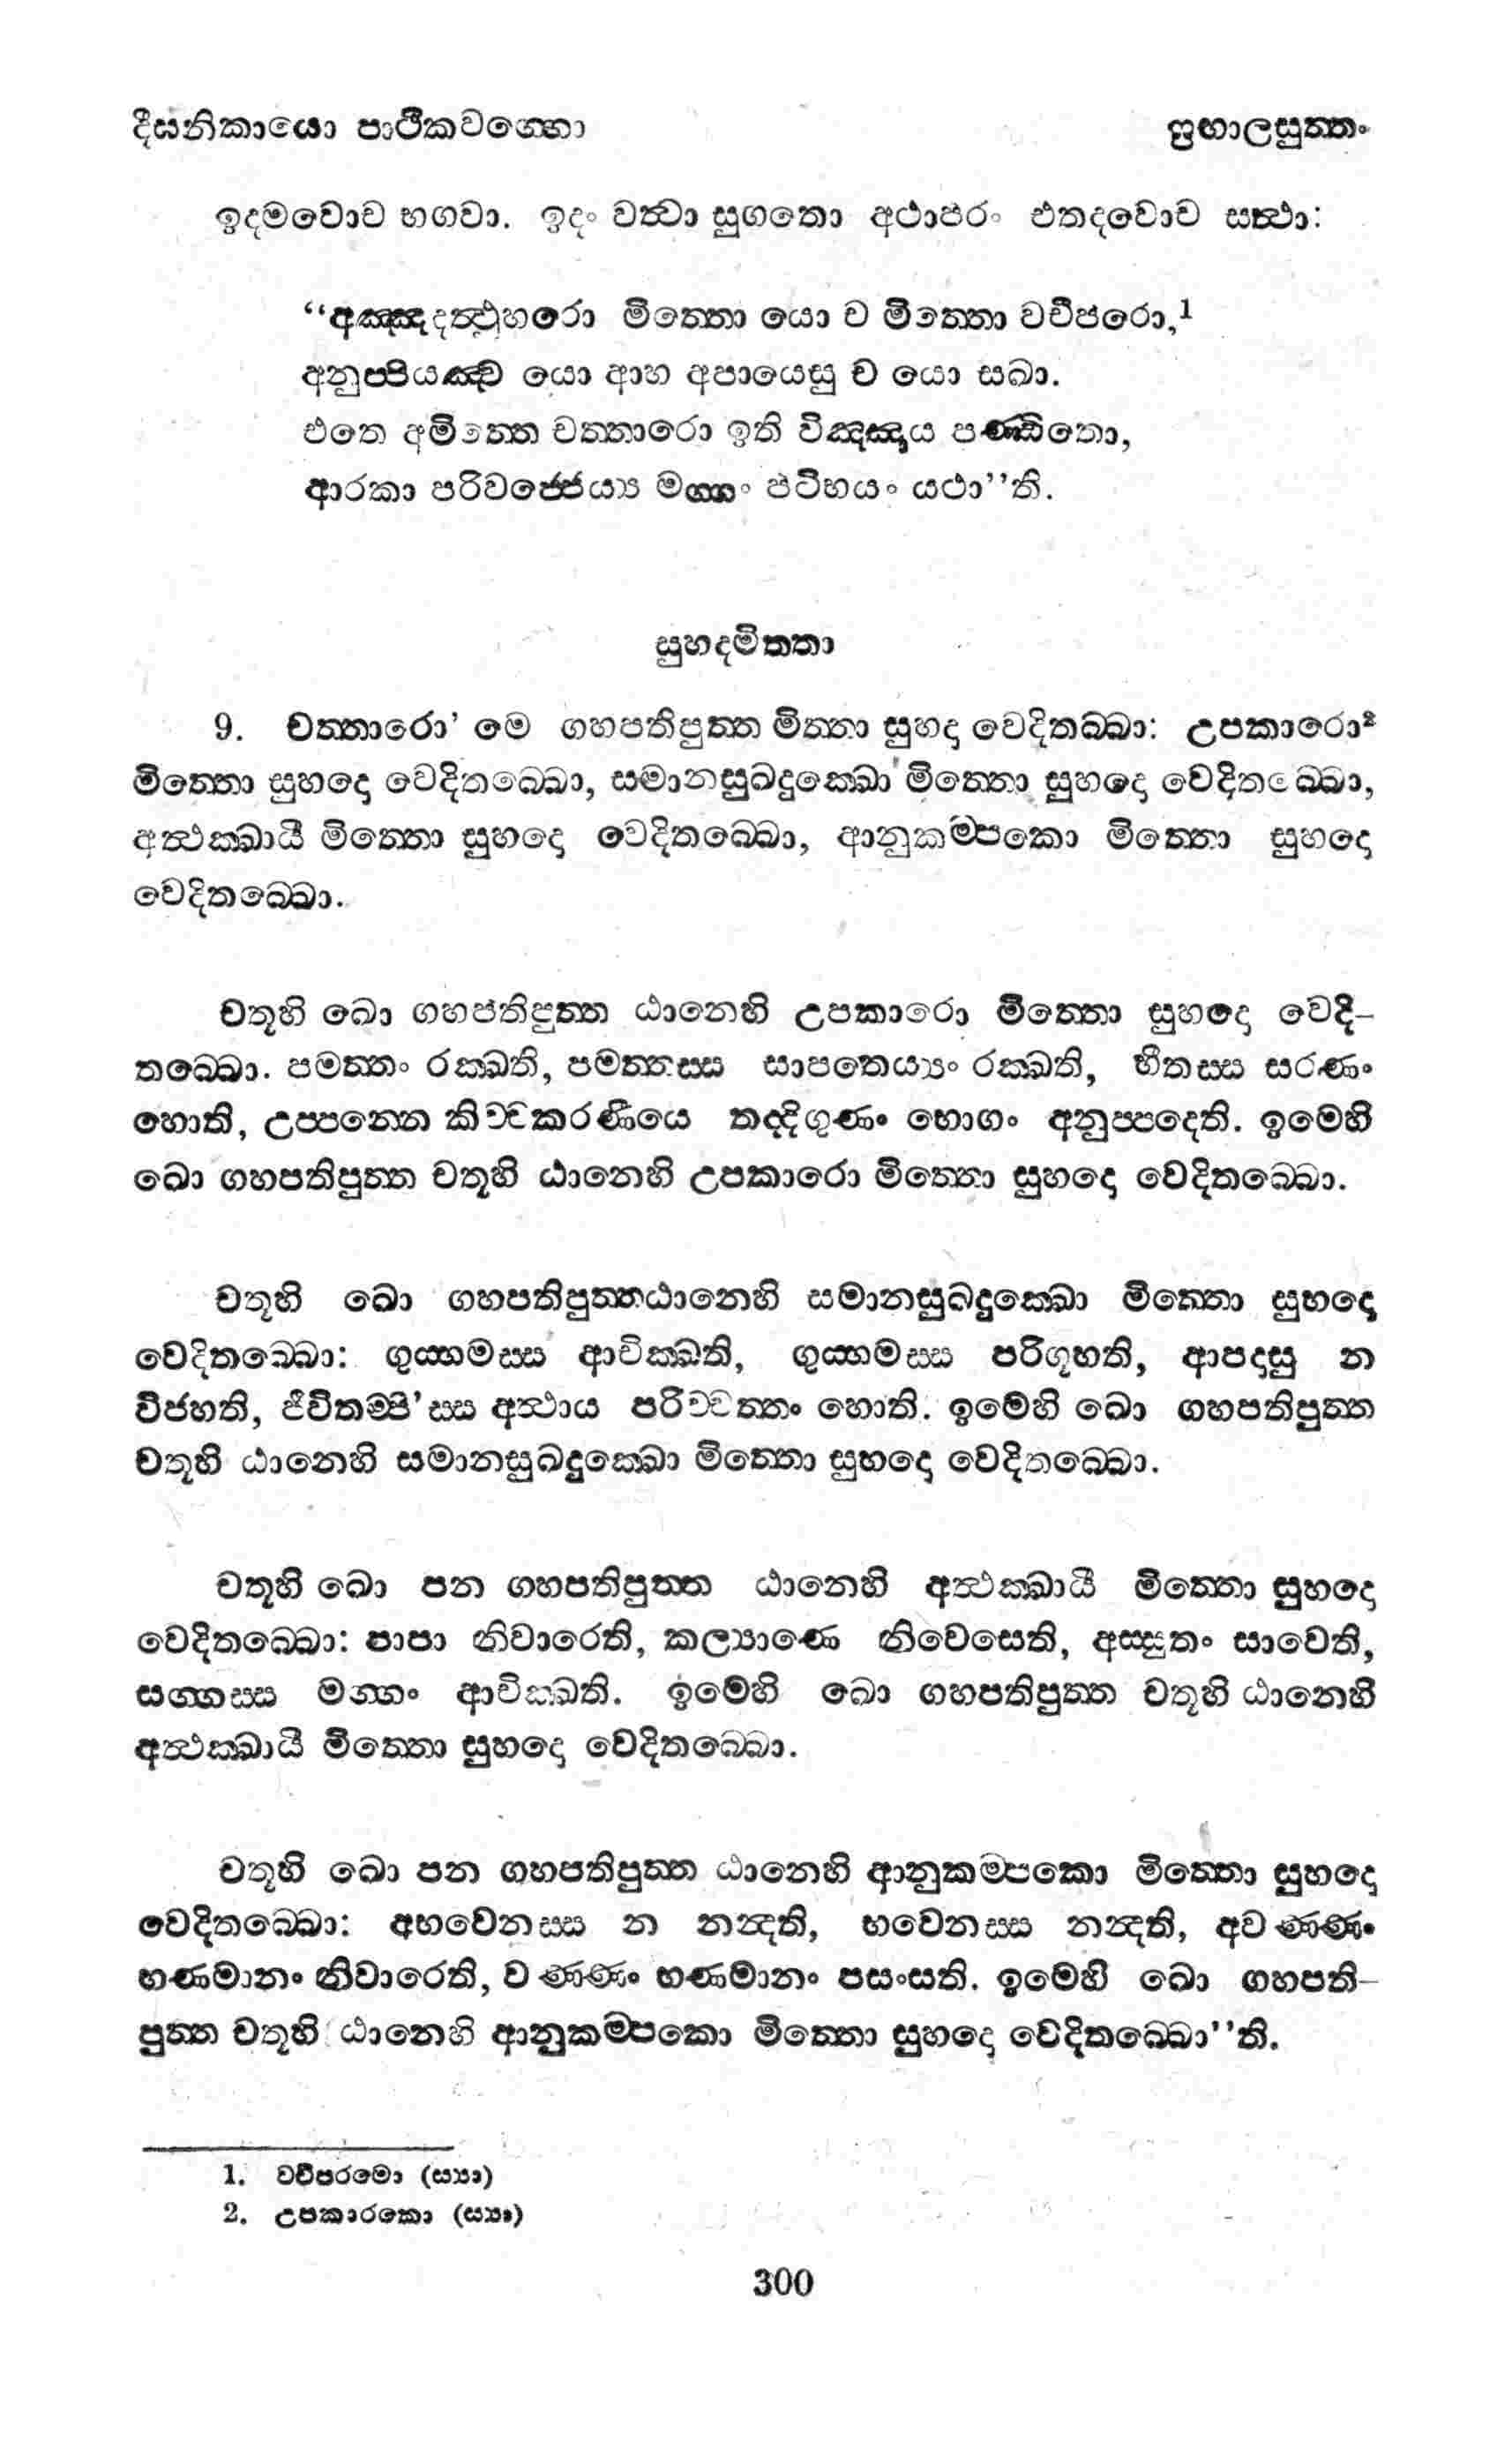 දීඝනිකායො පාථිකවග්ගො සිඞ්ගාලසුත්තං
ඉදමවොච භගවා. ඉදං වත්වා සුගතො අථාපරං එතදවොච සත්ථා:
“අඤ්ඤදත්ථුහරො මිත්තො යො ච මිත්තො වචීපරො,¹
අනුප්පියඤ්ච යො ආහ අපායෙසු ච යො සඛා.
එතෙ අමිත්තෙ චත්තාරො ඉති විඤ්ඤාය පණ්ඩිතො,
ආරකා පරිවජ්ජෙය්‍ය මග්ගං පටිභයං යථා’’ති.
සුහදමිත්තා
9. චත්තාරො’ මෙ ගහපතිපුත්ත මිත්තා සුහදා වෙදිතබ්බා: උපකාරො²
මිත්තො සුහදො වෙදිතබ්බො, සමානසුඛදුක්ඛො මිත්තො සුහදො වෙදිතබ්බො,
අත්ථක්ඛායී මිත්තො සුහදො වෙදිතබ්බො, ආනුකම්පකො මිත්තො සුහදො
වෙදිතබ්බො.
චතූහි ඛො ගහපතිපුත්ත ඨානෙහි උපකාරො මිත්තො සුහදො වෙදි-
තබ්බො. පමත්තං රක්ඛති, පමත්තස්ස සාපතෙය්‍යං රක්ඛති, භීතස්ස සරණං
හොති, උප්පන්නෙ කිච්චකරණීයෙ තද්දිගුණං භොගං අනුප්පදෙති. ඉමෙහි
ඛො ගහපතිපුත්ත චතූහි ඨානෙහි උපකාරො මිත්තො සුහදො වෙදිතබ්බො.
චතූහි ඛො ගහපතිපුත්තඨානෙහි සමානසුඛදුක්ඛො මිත්තො සුහදො
වෙදිතබ්බො: ගුය්හමස්ස ආචික්ඛති, ගුය්හමස්ස පරිගූහති, ආපදාසු න
විජහති, ජීවිතම්පි’ස්ස අත්ථාය පරිච්චත්තං හොති. ඉමෙහි ඛො ගහපතිපුත්ත
චතූහි ඨානෙහි සමානසුඛදුක්ඛො මිත්තො සුහදො වෙදිතබ්බො.
චතූහි ඛො පන ගහපතිපුත්ත ඨානෙහි අත්ථක්ඛායී මිත්තො සුහදො
වෙදිතබ්බො: පාපා නිවාරෙති, කල්‍යාණෙ නිවෙසෙති, අස්සුතං සාවෙති,
සග්ගස්ස මග්ගං ආචික්ඛති. ඉමෙහි ඛො ගහපතිපුත්ත චතූහි ඨානෙහි
අත්ථක්ඛායී මිත්තො සුහදො වෙදිතබ්බො.
චතූහි ඛො පන ගහපතිපුත්ත ඨානෙහි ආනුකම්පකො මිත්තො සුහදො
වෙදිතබ්බො: අභවෙනස්ස න නන්දති, භවෙනස්ස නන්දති, අවණ්ණං
භණමානං නිවාරෙති, වණ්ණං භණමානං පසංසති. ඉමෙහි ඛො ගහපති-
පුත්ත චතූහි ඨානෙහි ආනුකම්පකො මිත්තො සුහදො වෙදිතබ්බො’’ති.
1. වචීපරමො (ස්‍යා)
2. උපකාරකො (ස්‍යා)
300